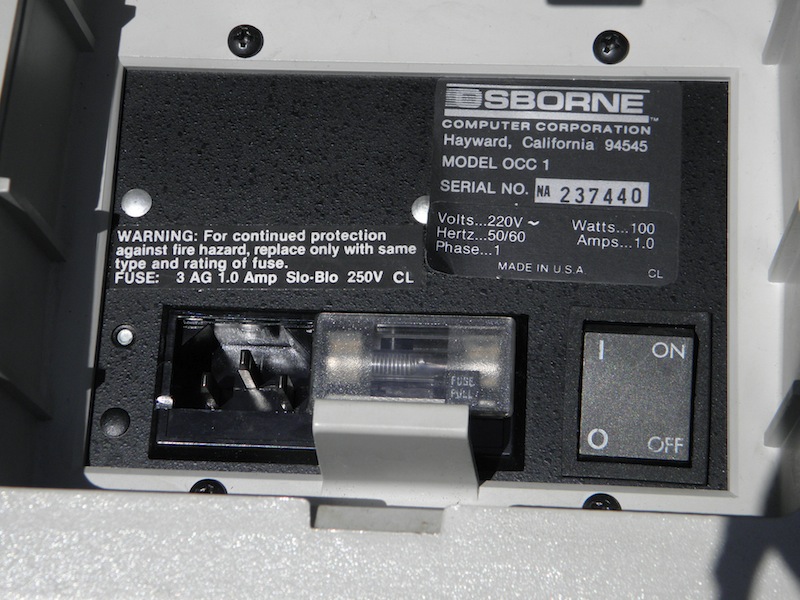 OSBORNE™
COMPUTER CORPORATION
Hayward, California 94545
MODEL OCC 1
SERIAL NO. NA 237440
Volts...220V ~ Watts...100
Hertz...50/60 Amps...1.0
Phase...1
MADE IN U.S.A. CL
WARNING: For continued protection
against fire hazard, replace only with same
type and rating of fuse.
FUSE: 3 AG 1.0 Amp Slo-Blo 250V CL
FUSE
PULL
I ON
O OFF